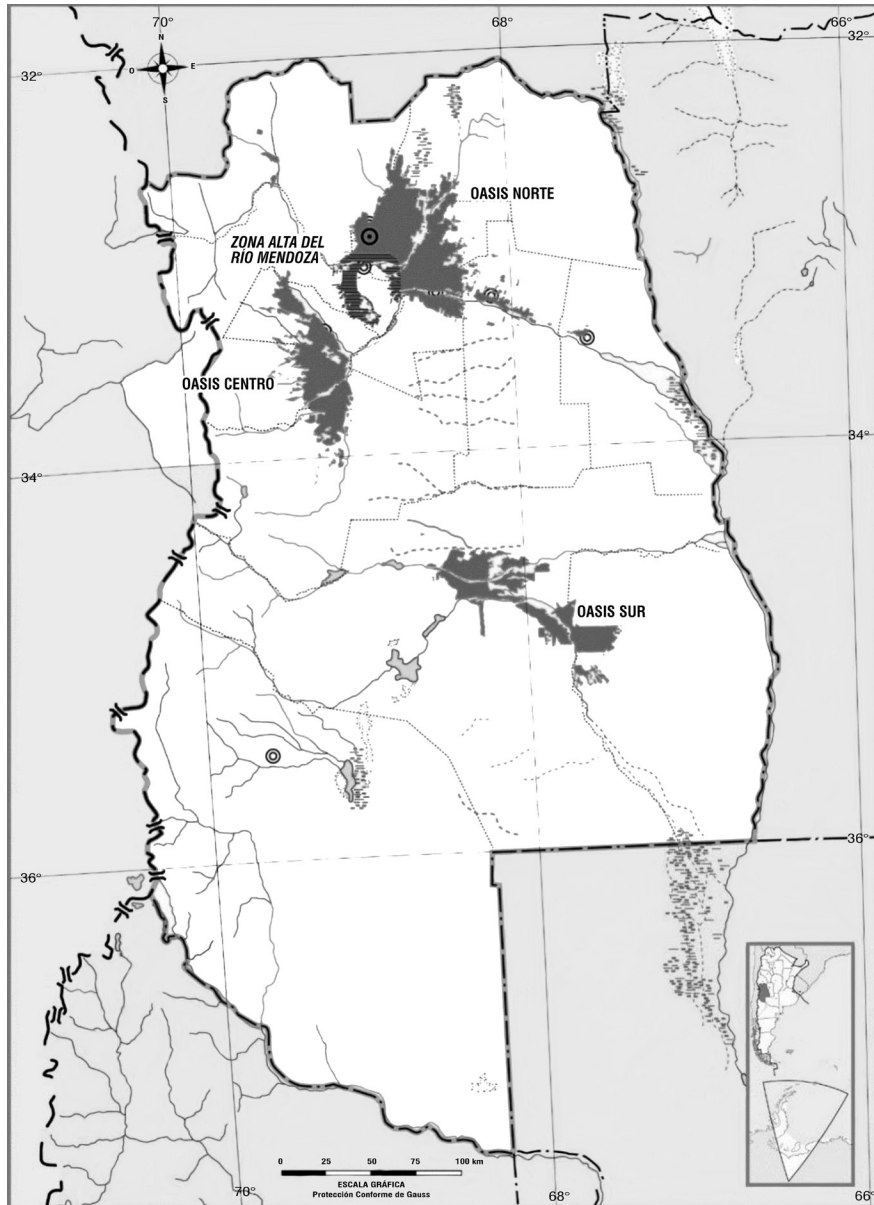 70°
68°
66°
32°
32°
N
O
E
S
OASIS NORTE
ZONA ALTA DEL
RÍO MENDOZA
OASIS CENTRO
34°
34°
OASIS SUR
36°
36°
0 25 50 75 100 km
ESCALA GRÁFICA
Protección Conforme de Gauss
70°
68°
66°